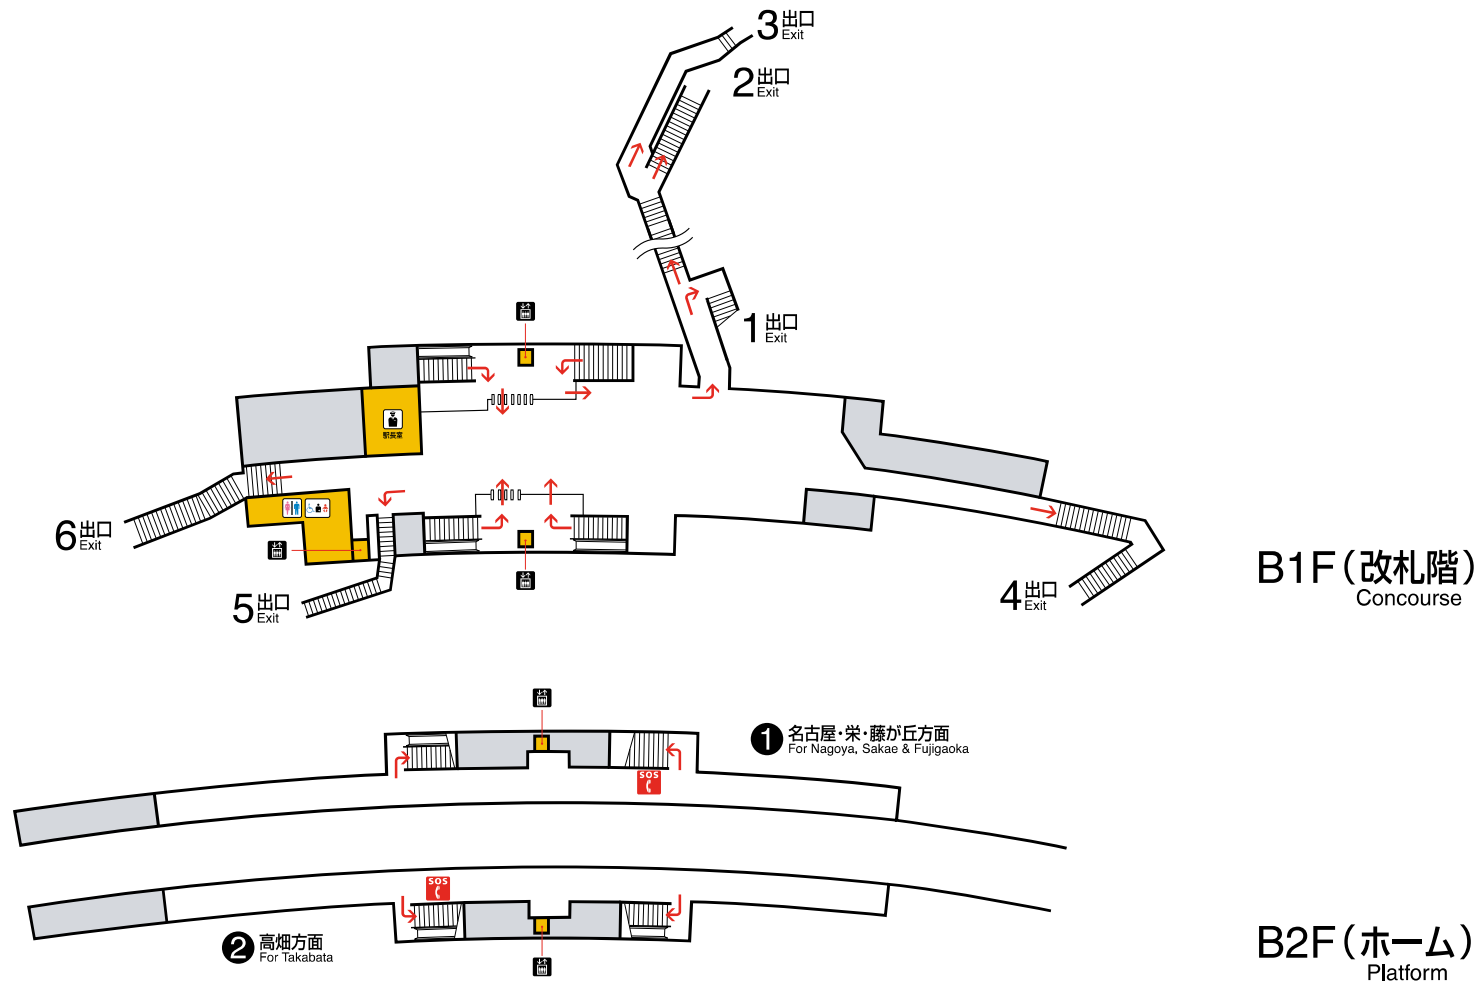 3 出口
Exit
2 出口
Exit
1 出口
Exit
駅長室
6 出口
Exit
5 出口
Exit
4 出口
Exit
B1F(改札階)
Concourse
1 名古屋・栄・藤が丘方面
For Nagoya, Sakae & Fujigaoka
SOS
SOS
2 高畑方面
For Takabata
B2F(ホーム)
Platform